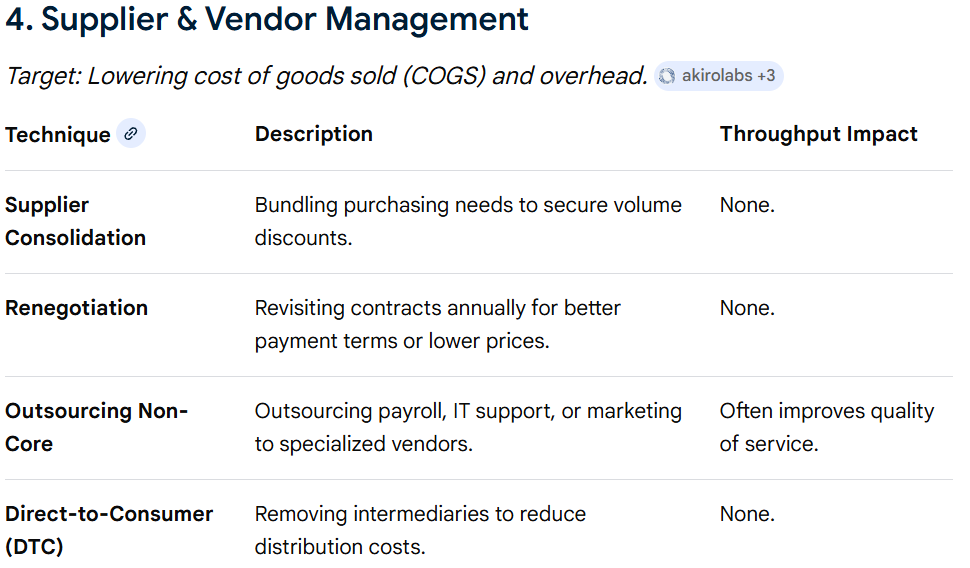 4. Supplier & Vendor Management
Target: Lowering cost of goods sold (COGS) and overhead. akirolabs +3
Technique Description Throughput Impact
Supplier Consolidation
Bundling purchasing needs to secure volume discounts.
None.
Renegotiation
Revisiting contracts annually for better payment terms or lower prices.
None.
Outsourcing Non-Core
Outsourcing payroll, IT support, or marketing to specialized vendors.
Often improves quality of service.
Direct-to-Consumer (DTC)
Removing intermediaries to reduce distribution costs.
None.